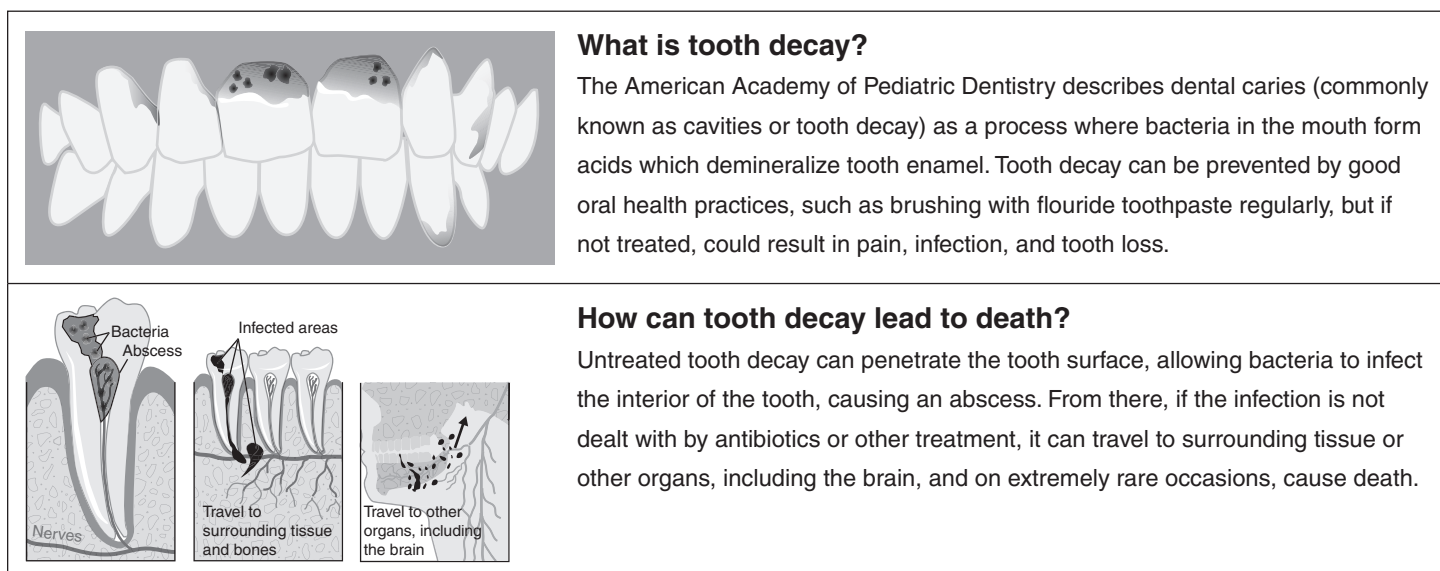 What is tooth decay?
The American Academy of Pediatric Dentistry describes dental caries (commonly
known as cavities or tooth decay) as a process where bacteria in the mouth form
acids which demineralize tooth enamel. Tooth decay can be prevented by good
oral health practices, such as brushing with flouride toothpaste regularly, but if
not treated, could result in pain, infection, and tooth loss.
Bacteria
Abscess
Nerves
Infected areas
Travel to
surrounding tissue
and bones
Travel to other
organs, including
the brain
How can tooth decay lead to death?
Untreated tooth decay can penetrate the tooth surface, allowing bacteria to infect
the interior of the tooth, causing an abscess. From there, if the infection is not
dealt with by antibiotics or other treatment, it can travel to surrounding tissue or
other organs, including the brain, and on extremely rare occasions, cause death.